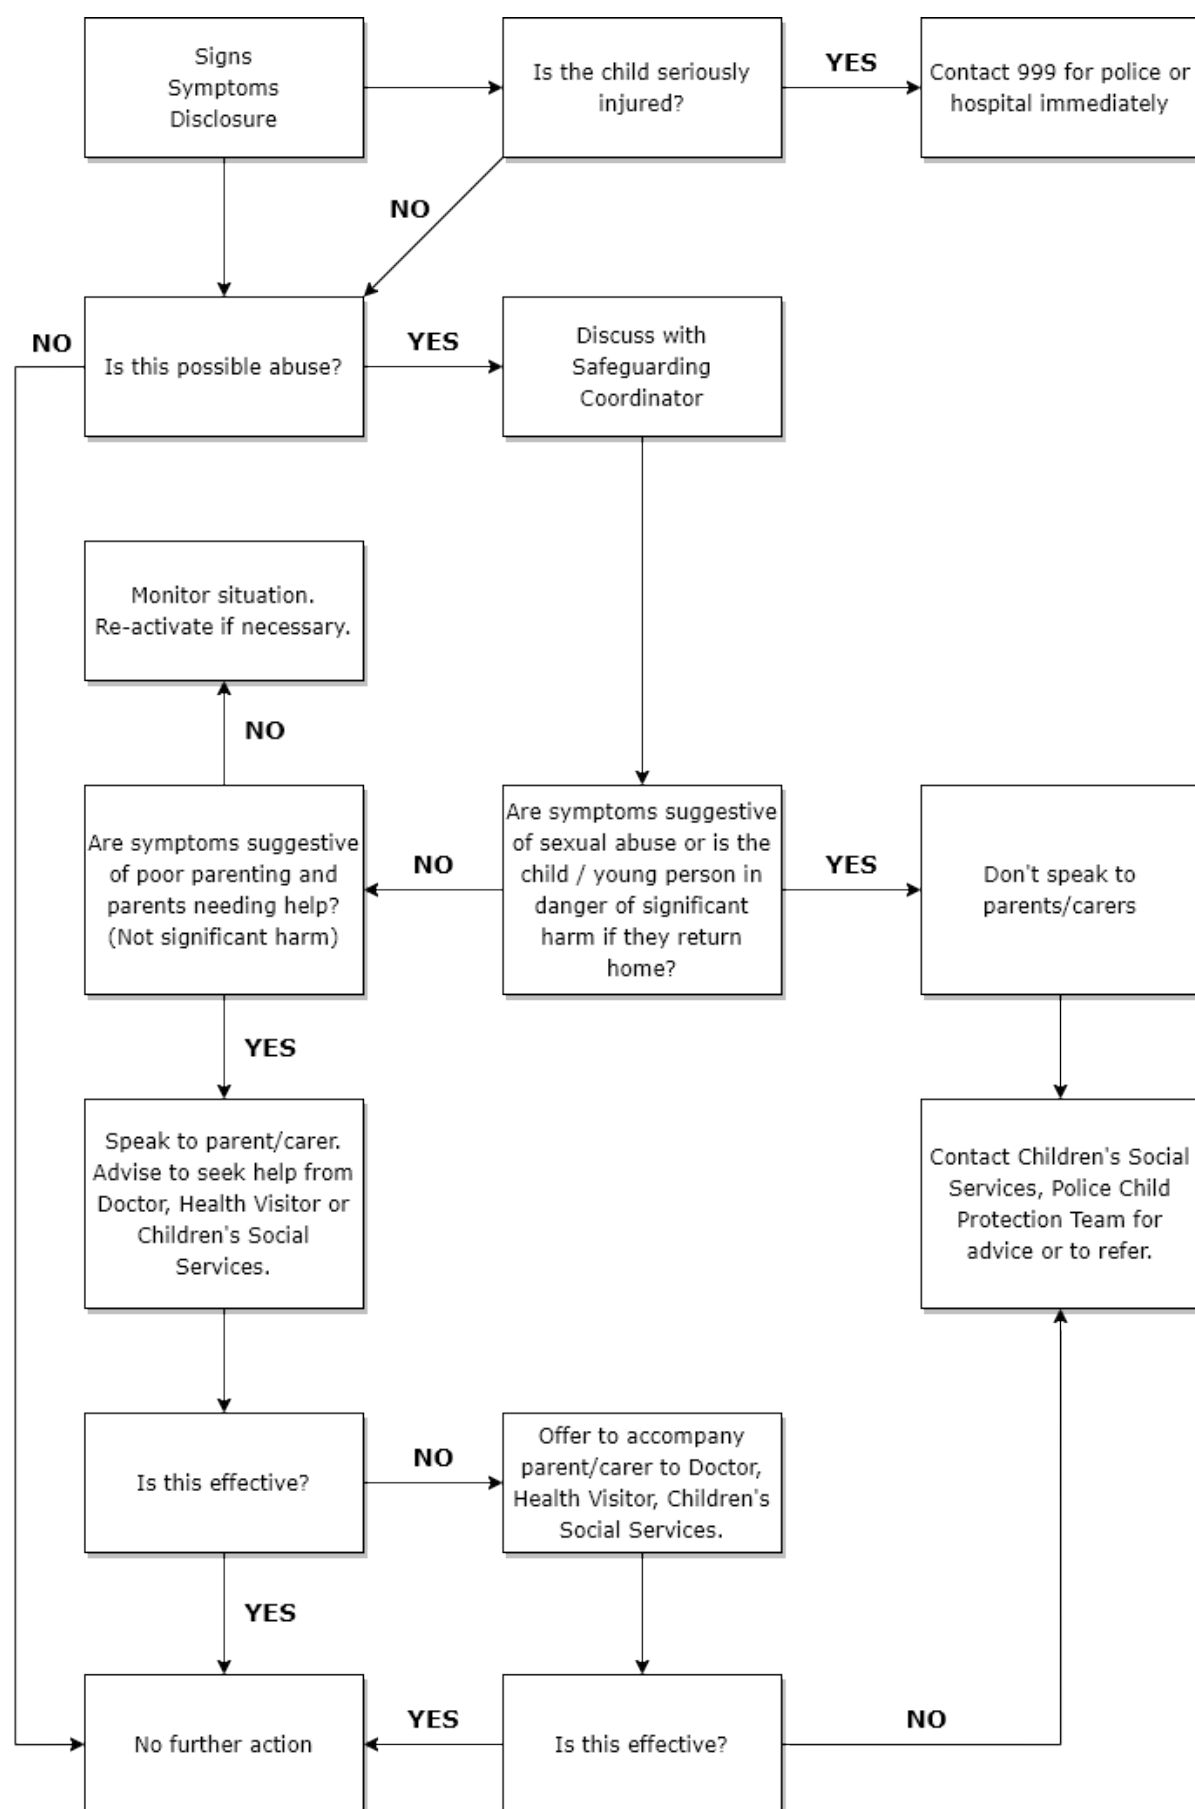 Signs
Symptoms
Disclosure
Is the child seriously
injured?
YES
Contact 999 for police or
hospital immediately
NO
NO
Is this possible abuse?
YES
Discuss with
Safeguarding
Coordinator
Monitor situation.
Re-activate if necessary.
NO
Are symptoms suggestive
of poor parenting and
parents needing help?
(Not significant harm)
NO
Are symptoms suggestive
of sexual abuse or is the
child / young person in
danger of significant
harm if they return
home?
YES
Don't speak to
parents/carers
YES
Speak to parent/carer.
Advise to seek help from
Doctor, Health Visitor or
Children's Social
Services.
Contact Children's Social
Services, Police Child
Protection Team for
advice or to refer.
Is this effective?
NO
Offer to accompany
parent/carer to Doctor,
Health Visitor, Children's
Social Services.
YES
No further action
YES
Is this effective?
NO